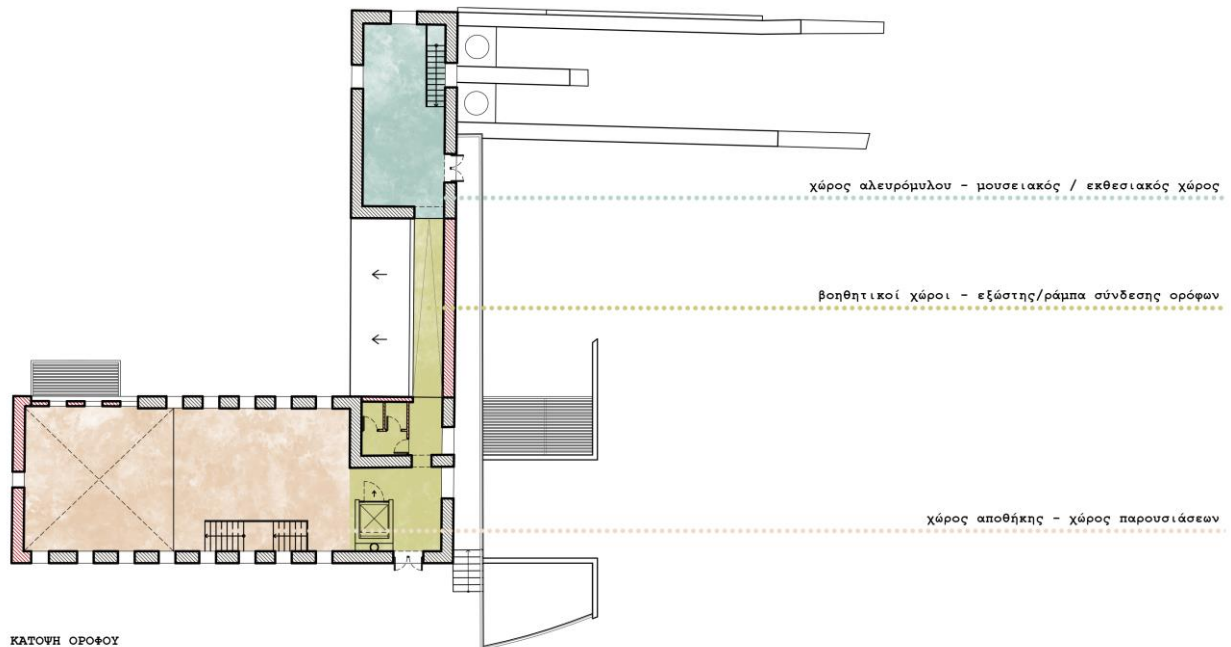 χώρος αλευρόμυλου - μουσειακός / εκθεσιακός χώρος
βοηθητικοί χώροι - εξώστης/ράμπα σύνδεσης ορόφων
χώρος αποθήκης - χώρος παρουσιάσεων
ΚΑΤΟΨΗ ΟΡΟΦΟΥ